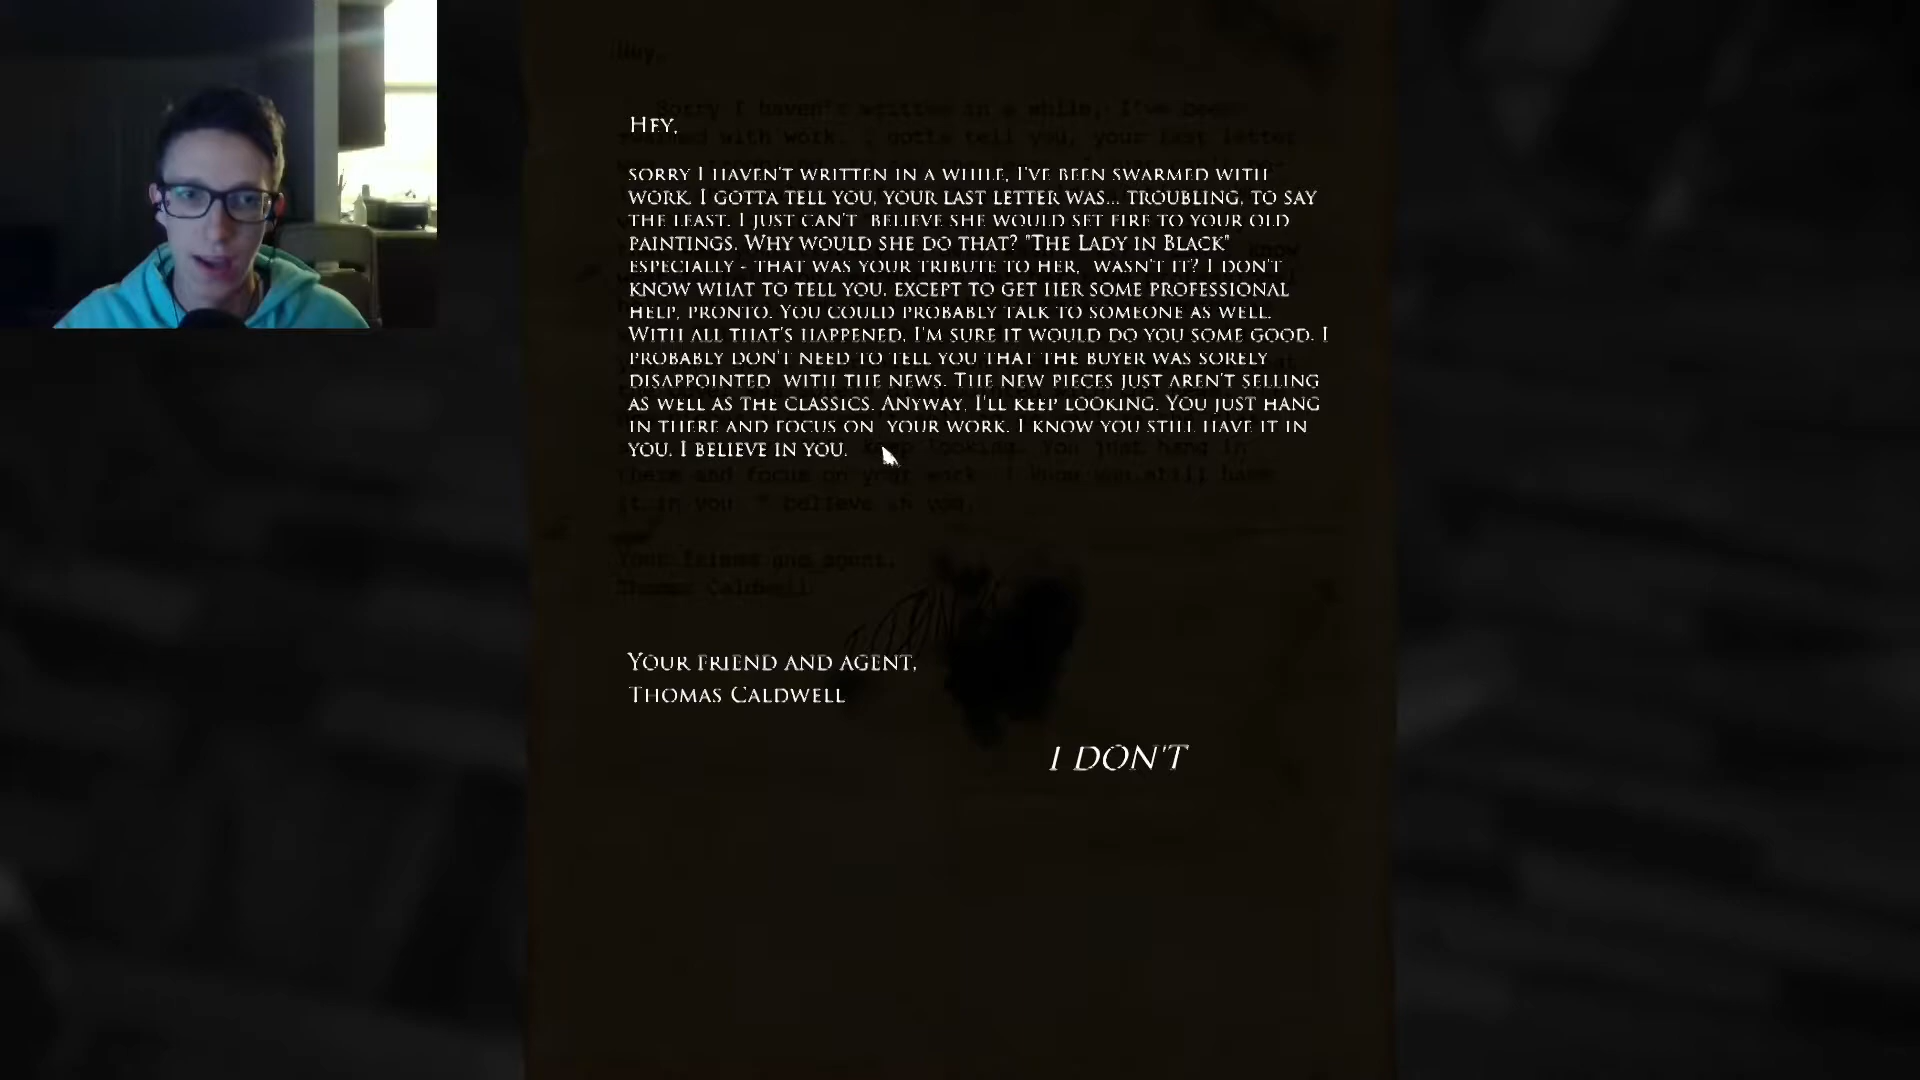 HEY,
SORRY I HAVEN'T WRITTEN IN A WHILE, I'VE BEEN SWARMED WITH
WORK. I GOTTA TELL YOU, YOUR LAST LETTER WAS... TROUBLING, TO SAY
THE LEAST. I JUST CAN'T BELIEVE SHE WOULD SET FIRE TO YOUR OLD
PAINTINGS. WHY WOULD SHE DO THAT? "THE LADY IN BLACK"
ESPECIALLY - THAT WAS YOUR TRIBUTE TO HER, WASN'T IT? I DON'T
KNOW WHAT TO TELL YOU, EXCEPT TO GET HER SOME PROFESSIONAL
HELP, PRONTO. YOU COULD PROBABLY TALK TO SOMEONE AS WELL.
WITH ALL THAT'S HAPPENED, I'M SURE IT WOULD DO YOU SOME GOOD. I
PROBABLY DON'T NEED TO TELL YOU THAT THE BUYER WAS SORELY
DISAPPOINTED WITH THE NEWS. THE NEW PIECES JUST AREN'T SELLING
AS WELL AS THE CLASSICS. ANYWAY, I'LL KEEP LOOKING. YOU JUST HANG
IN THERE AND FOCUS ON YOUR WORK. I KNOW YOU STILL HAVE IT IN
YOU. I BELIEVE IN YOU.
YOUR FRIEND AND AGENT,
THOMAS CALDWELL
I DON'T